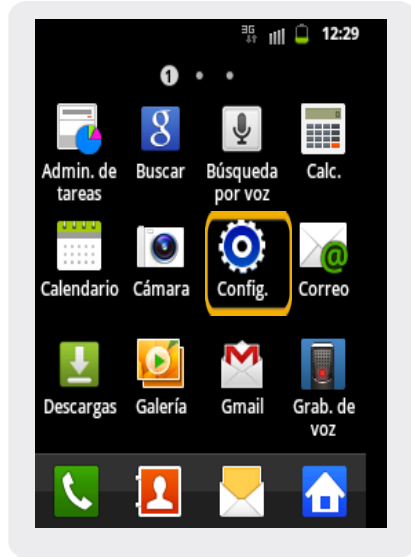 3G 12:29
1
Admin. de tareas
Buscar
Búsqueda por voz
Calc.
Calendario
Cámara
Config.
Correo
Descargas
Galería
Gmail
Grab. de voz